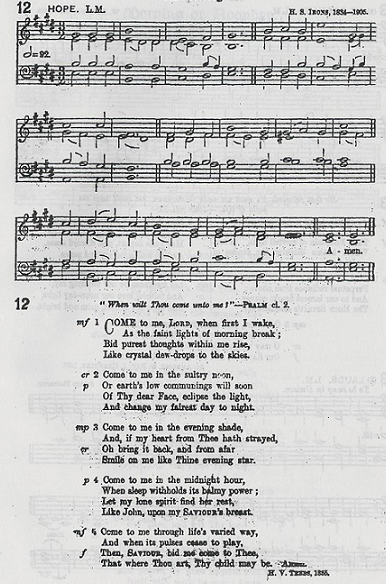 12 HOPE. L.M. H. S. IRONS, 1834—1905.
=92.
A - men.
12
"When wilt Thou come unto me?"—PSALM ci. 2.
mf 1 COME to me, LORD, when first I wake,
As the faint lights of morning break;
Bid purest thoughts within me rise,
Like crystal dew-drops to the skies.
cr 2 Come to me in the sultry noon,
p Or earth's low communings will soon
Of Thy dear Face, eclipse the light,
And change my fairest day to night.
mp 3 Come to me in the evening shade,
And, if my heart from Thee hath strayed,
cr Oh bring it back, and from afar
Smile on me like Thine evening star.
p 4 Come to me in the midnight hour,
When sleep withholds its balmy power;
Let my lone spirit find her rest,
Like John, upon my SAVIOUR'S breast.
mf 5 Come to me through life's varied way,
And when its pulses cease to play,
f Then, SAVIOUR, bid me come to Thee,
That where Thou art, Thy child may be. AMEN.
H. V. 1855.